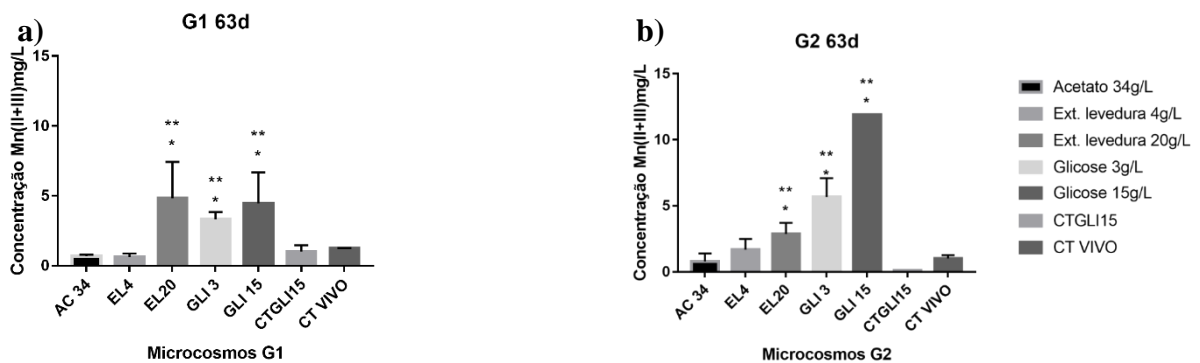 a)
G1 63d
Concentração Mn(II+III)mg/L
15
10
5
0
**
*
**
*
**
*
AC 34
EL4
EL20
GLI 3
GLI 15
CTGLI15
CT VIVO
Microcosmos G1
b)
G2 63d
Concentração Mn(II+III)mg/L
15
10
5
0
**
*
**
*
**
*
AC 34
EL4
EL20
GLI 3
GLI 15
CTGLI15
CT VIVO
Microcosmos G2
Acetato 34g/L
Ext. levedura 4g/L
Ext. levedura 20g/L
Glicose 3g/L
Glicose 15g/L
CTGLI15
CT VIVO